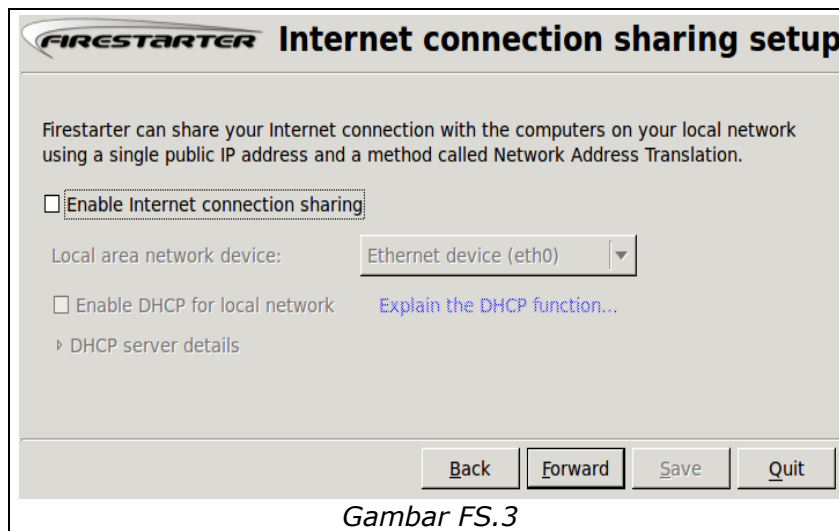 FIRESTARTER Internet connection sharing setup
Firestarter can share your Internet connection with the computers on your local network
using a single public IP address and a method called Network Address Translation.
Enable Internet connection sharing
Local area network device: Ethernet device (eth0)
Enable DHCP for local network Explain the DHCP function...
DHCP server details
Back Forward Save Quit
Gambar FS.3